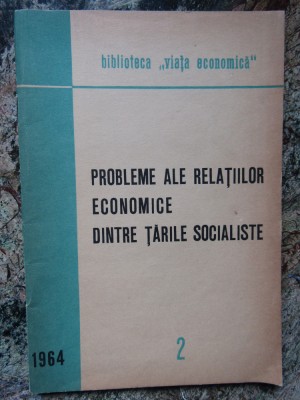 biblioteca „viața economică"
PROBLEME ALE RELAȚIILOR
ECONOMICE
DINTRE ȚĂRILE SOCIALISTE
1964
2